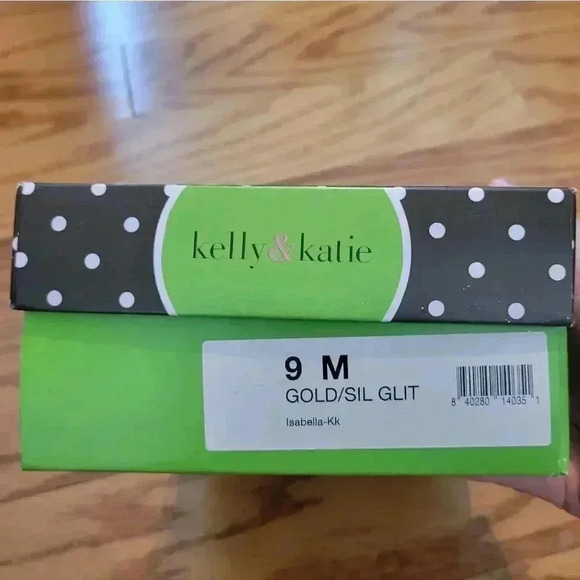 kelly & katie
9 M
GOLD/SIL GLIT
Isabella-Kk
8 40280 14035 1